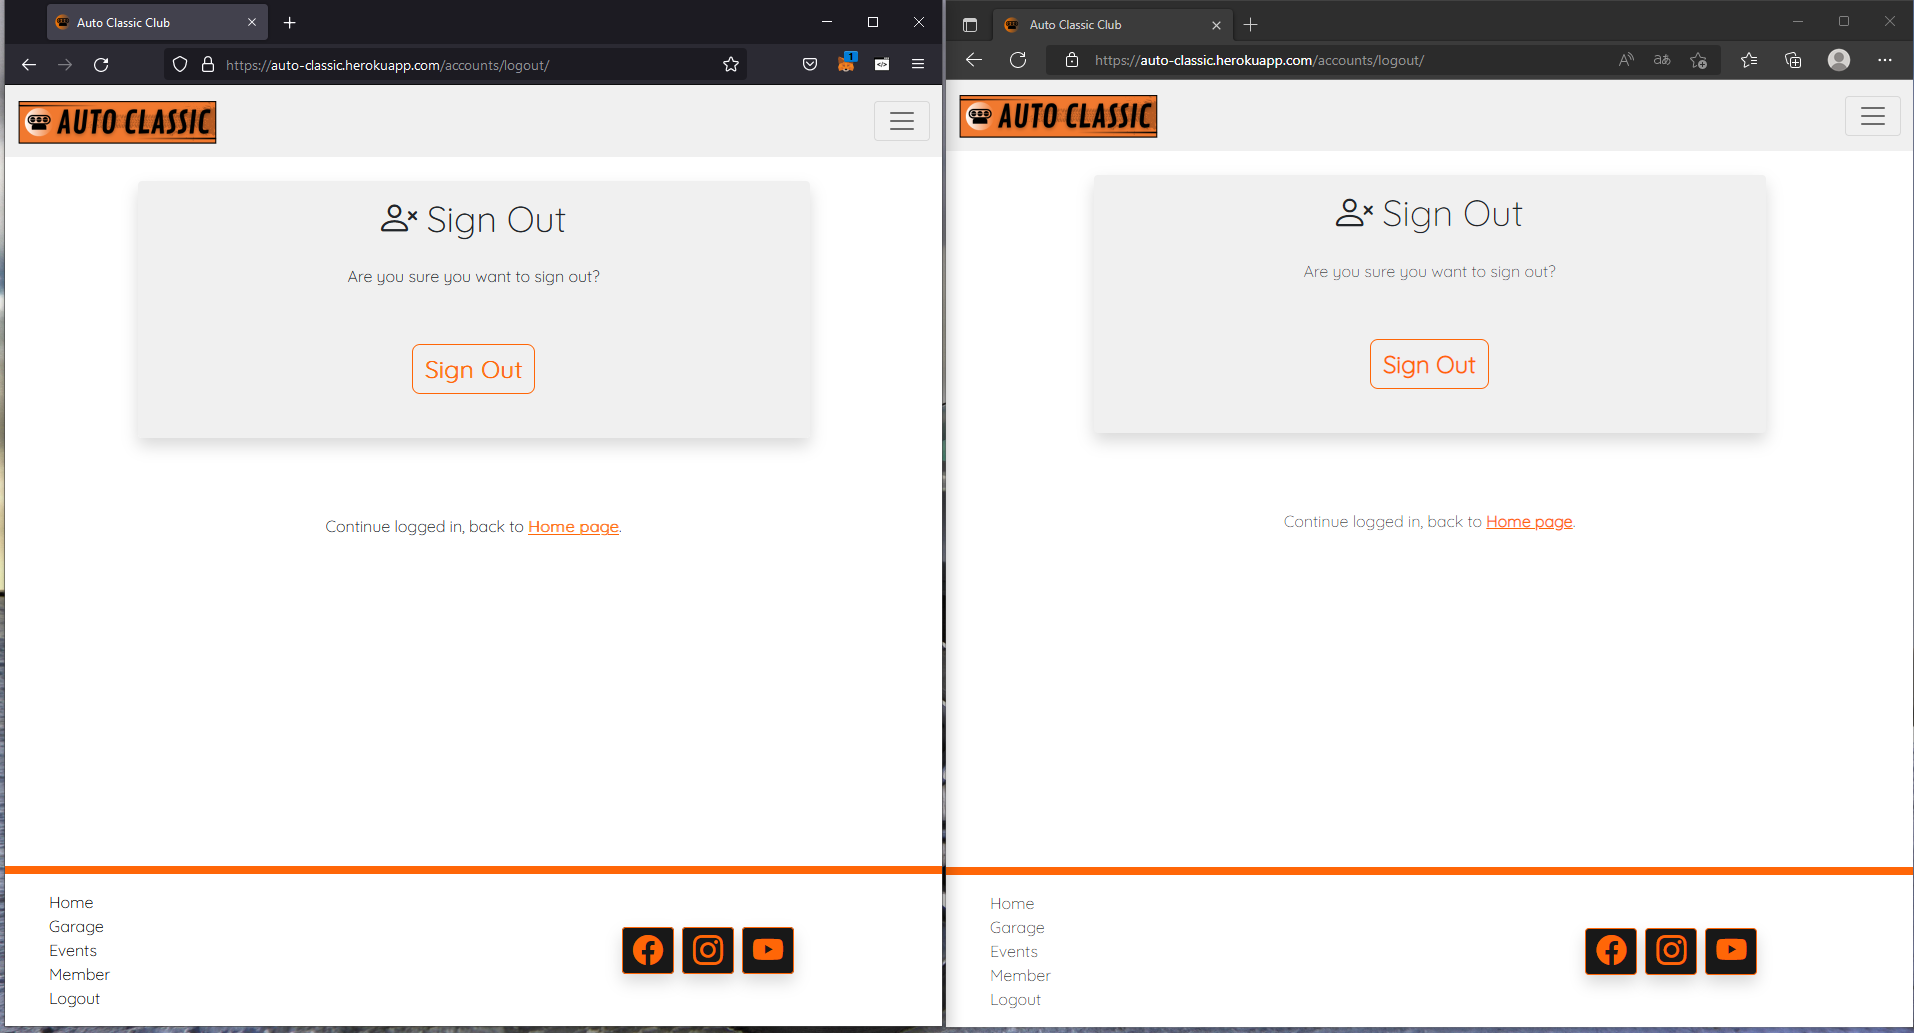 Auto Classic Club
https://auto-classic.herokuapp.com/accounts/logout/
1
AUTO CLASSIC
Sign Out
Are you sure you want to sign out?
Sign Out
Continue logged in, back to Home page.
Home
Garage
Events
Member
Logout
Auto Classic Club
https://auto-classic.herokuapp.com/accounts/logout/
A
aあ
AUTO CLASSIC
Sign Out
Are you sure you want to sign out?
Sign Out
Continue logged in, back to Home page.
Home
Garage
Events
Member
Logout